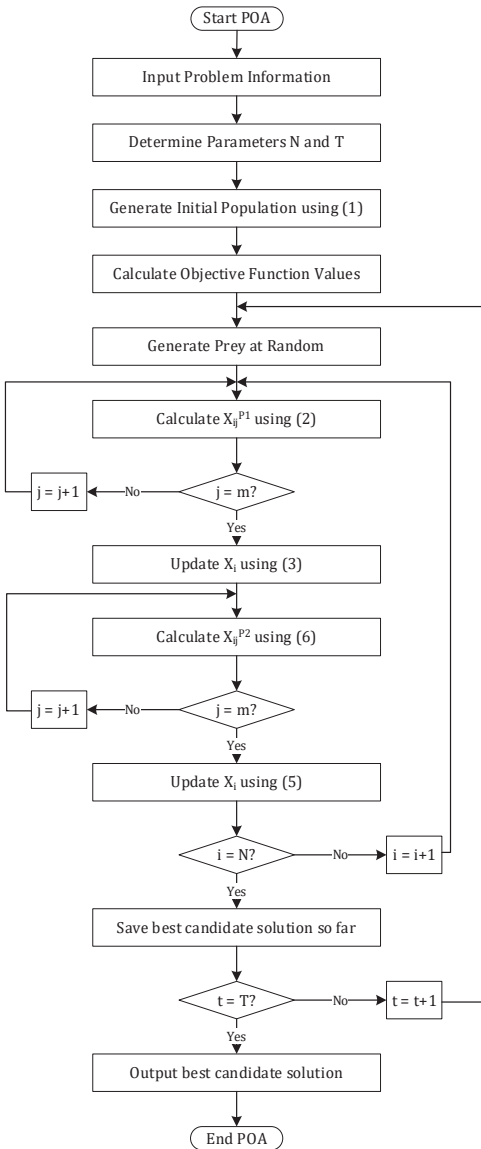 Start POA
Input Problem Information
Determine Parameters N and T
Generate Initial Population using (1)
Calculate Objective Function Values
Generate Prey at Random
Calculate X_ij^P1 using (2)
j = j+1
No
j = m?
Yes
Update X_i using (3)
Calculate X_ij^P2 using (6)
j = j+1
No
j = m?
Yes
Update X_i using (5)
i = N?
No
i = i+1
Yes
Save best candidate solution so far
t = T?
No
t = t+1
Yes
Output best candidate solution
End POA